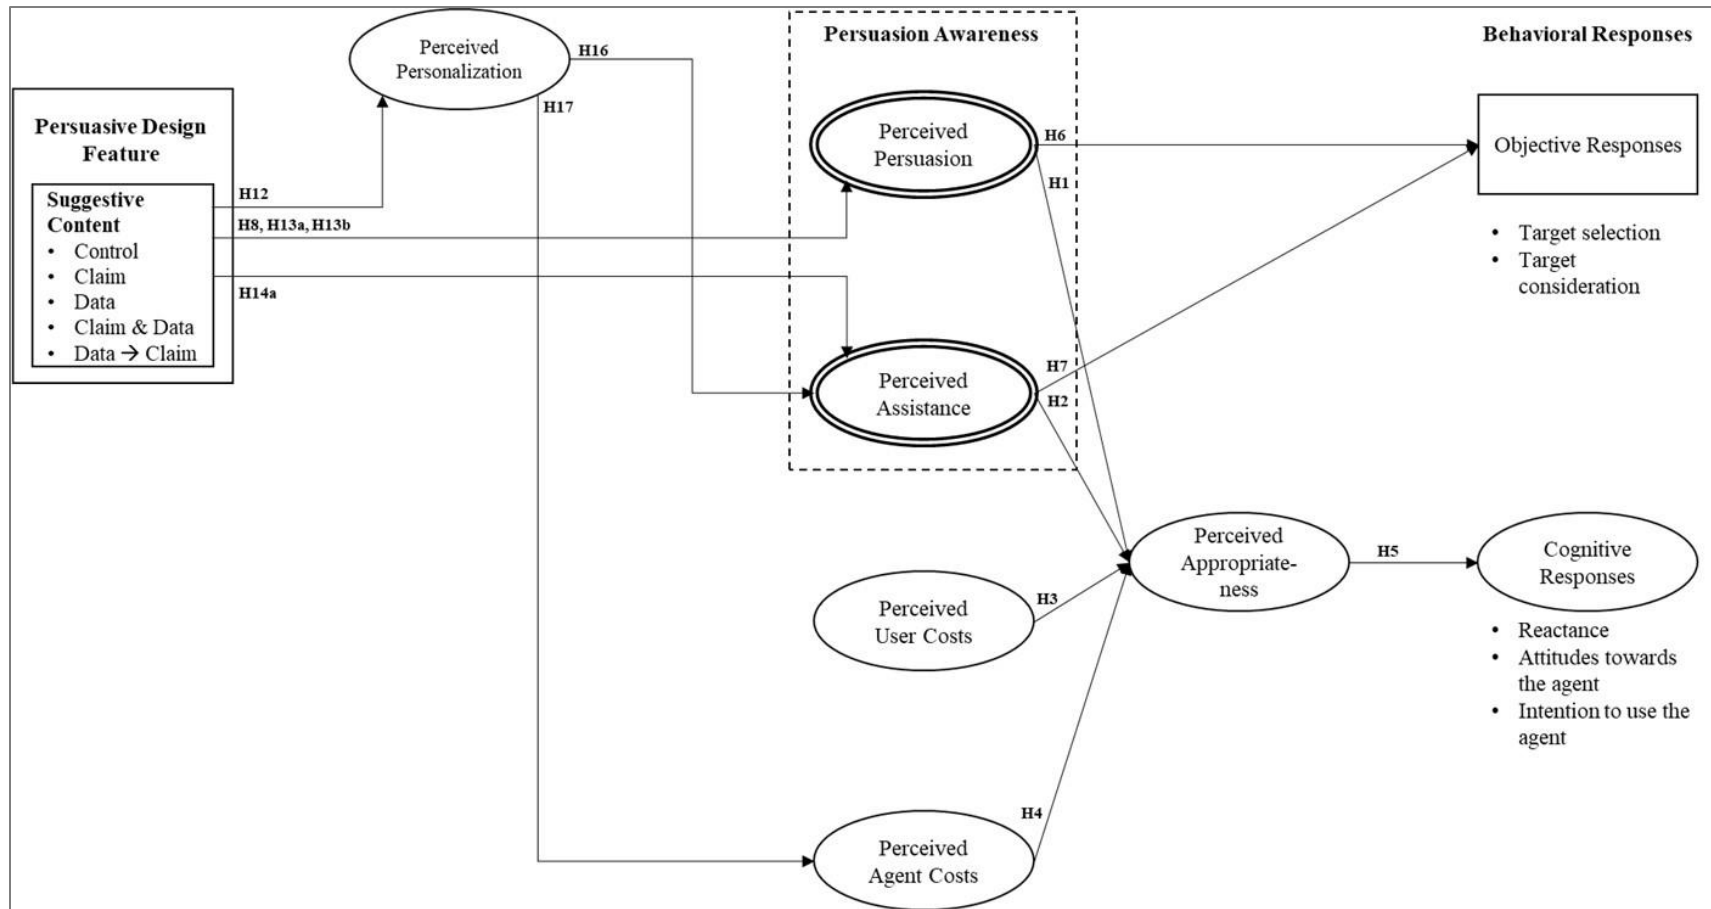 Perceived
Personalization
H16
H17
Persuasive Design
Feature
Suggestive
Content
• Control
• Claim
• Data
• Claim & Data
• Data → Claim
H12
H8, H13a, H13b
H14a
Persuasion Awareness
Perceived
Persuasion
H6
H1
Perceived
Assistance
H7
H2
Perceived
User Costs
H3
Perceived
Agent Costs
H4
Perceived
Appropriate-
ness
H5
Behavioral Responses
Objective Responses
• Target selection
• Target
consideration
Cognitive
Responses
• Reactance
• Attitudes towards
the agent
• Intention to use the
agent